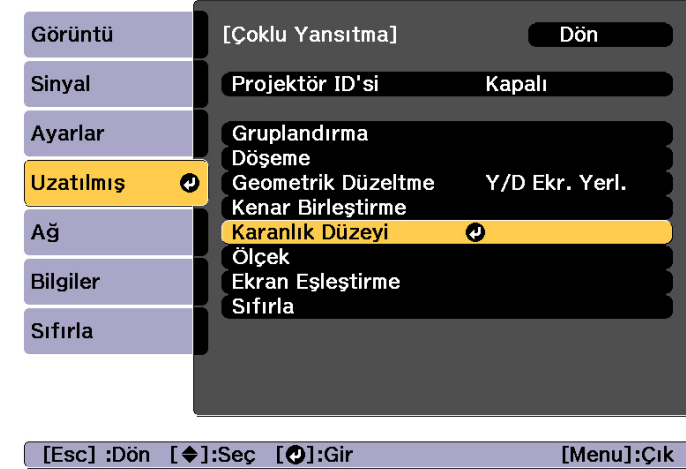 Görüntü
Sinyal
Ayarlar
Uzatılmış
Ağ
Bilgiler
Sıfırla
[Çoklu Yansıtma] Dön
Projektör ID'si Kapalı
Gruplandırma
Döşeme
Geometrik Düzeltme Y/D Ekr. Yerl.
Kenar Birleştirme
Karanlık Düzeyi
Ölçek
Ekran Eşleştirme
Sıfırla
[Esc] :Dön [◆]:Seç [⏎]:Gir [Menu]:Çık